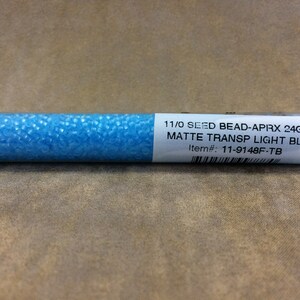 11/0 SEED BEAD-APRX 24G
MATTE TRANSP LIGHT BL
Item#: 11-9148F-TB